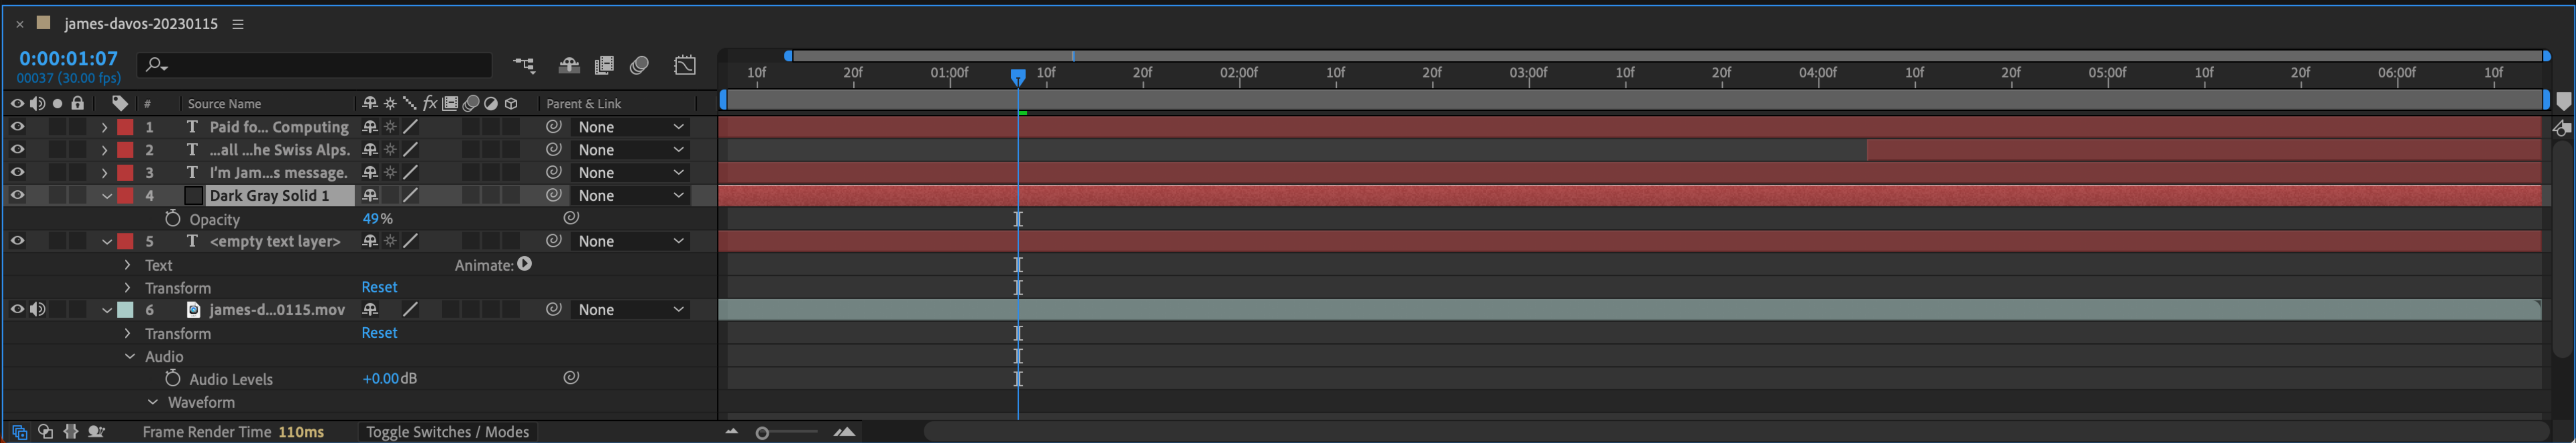 james-davos-20230115
0:00:01:07
00037 (30.00 fps)
10f 20f 01:00f 10f 20f 02:00f 10f 20f 03:00f 10f 20f 04:00f 10f 20f 05:00f 10f 20f 06:00f 10f
# Source Name fx Parent & Link
1 T Paid fo... Computing None
2 T ...all ...he Swiss Alps. None
3 T I'm Jam...s message. None
4 Dark Gray Solid 1 None
Opacity 49%
5 T <empty text layer> None
Text Animate:
Transform Reset
6 james-d...0115.mov None
Transform Reset
Audio
Audio Levels +0.00dB
Waveform
Frame Render Time 110ms Toggle Switches / Modes